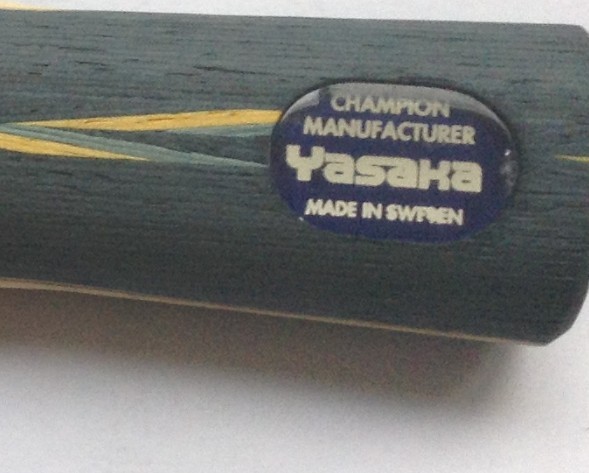 CHAMPION
MANUFACTURER
Yasaka
MADE IN SWEDEN